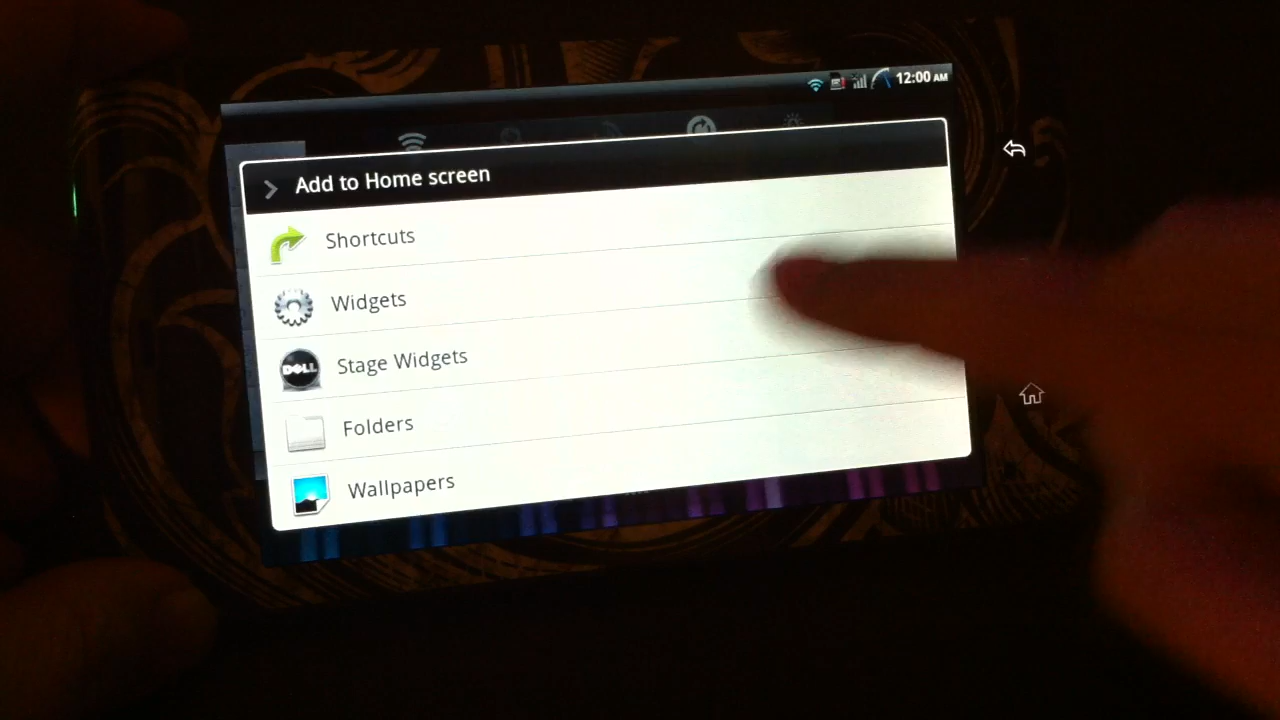 12:00 AM
Add to Home screen
Shortcuts
Widgets
DELL
Stage Widgets
Folders
Wallpapers